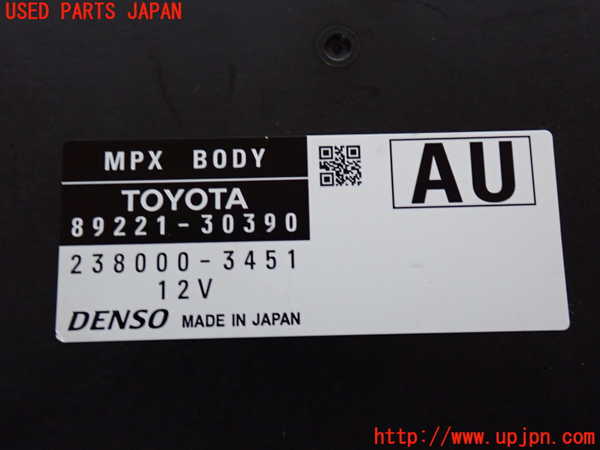 USED PARTS JAPAN
MPX BODY
TOYOTA
89221-30390
238000-3451
12V
DENSO MADE IN JAPAN
AU
http://www.upjpn.com/